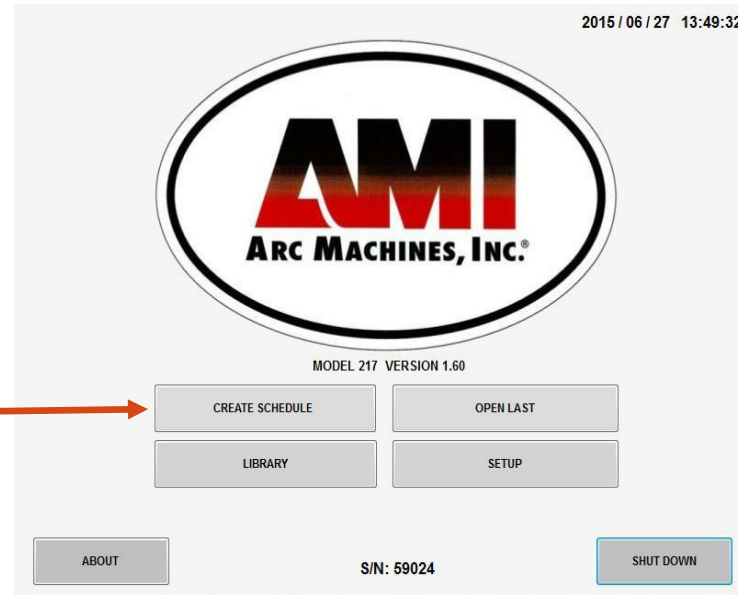 2015 / 06 / 27 13:49:32
AMI
ARC MACHINES, INC.®
MODEL 217 VERSION 1.60
CREATE SCHEDULE
OPEN LAST
LIBRARY
SETUP
ABOUT
S/N: 59024
SHUT DOWN